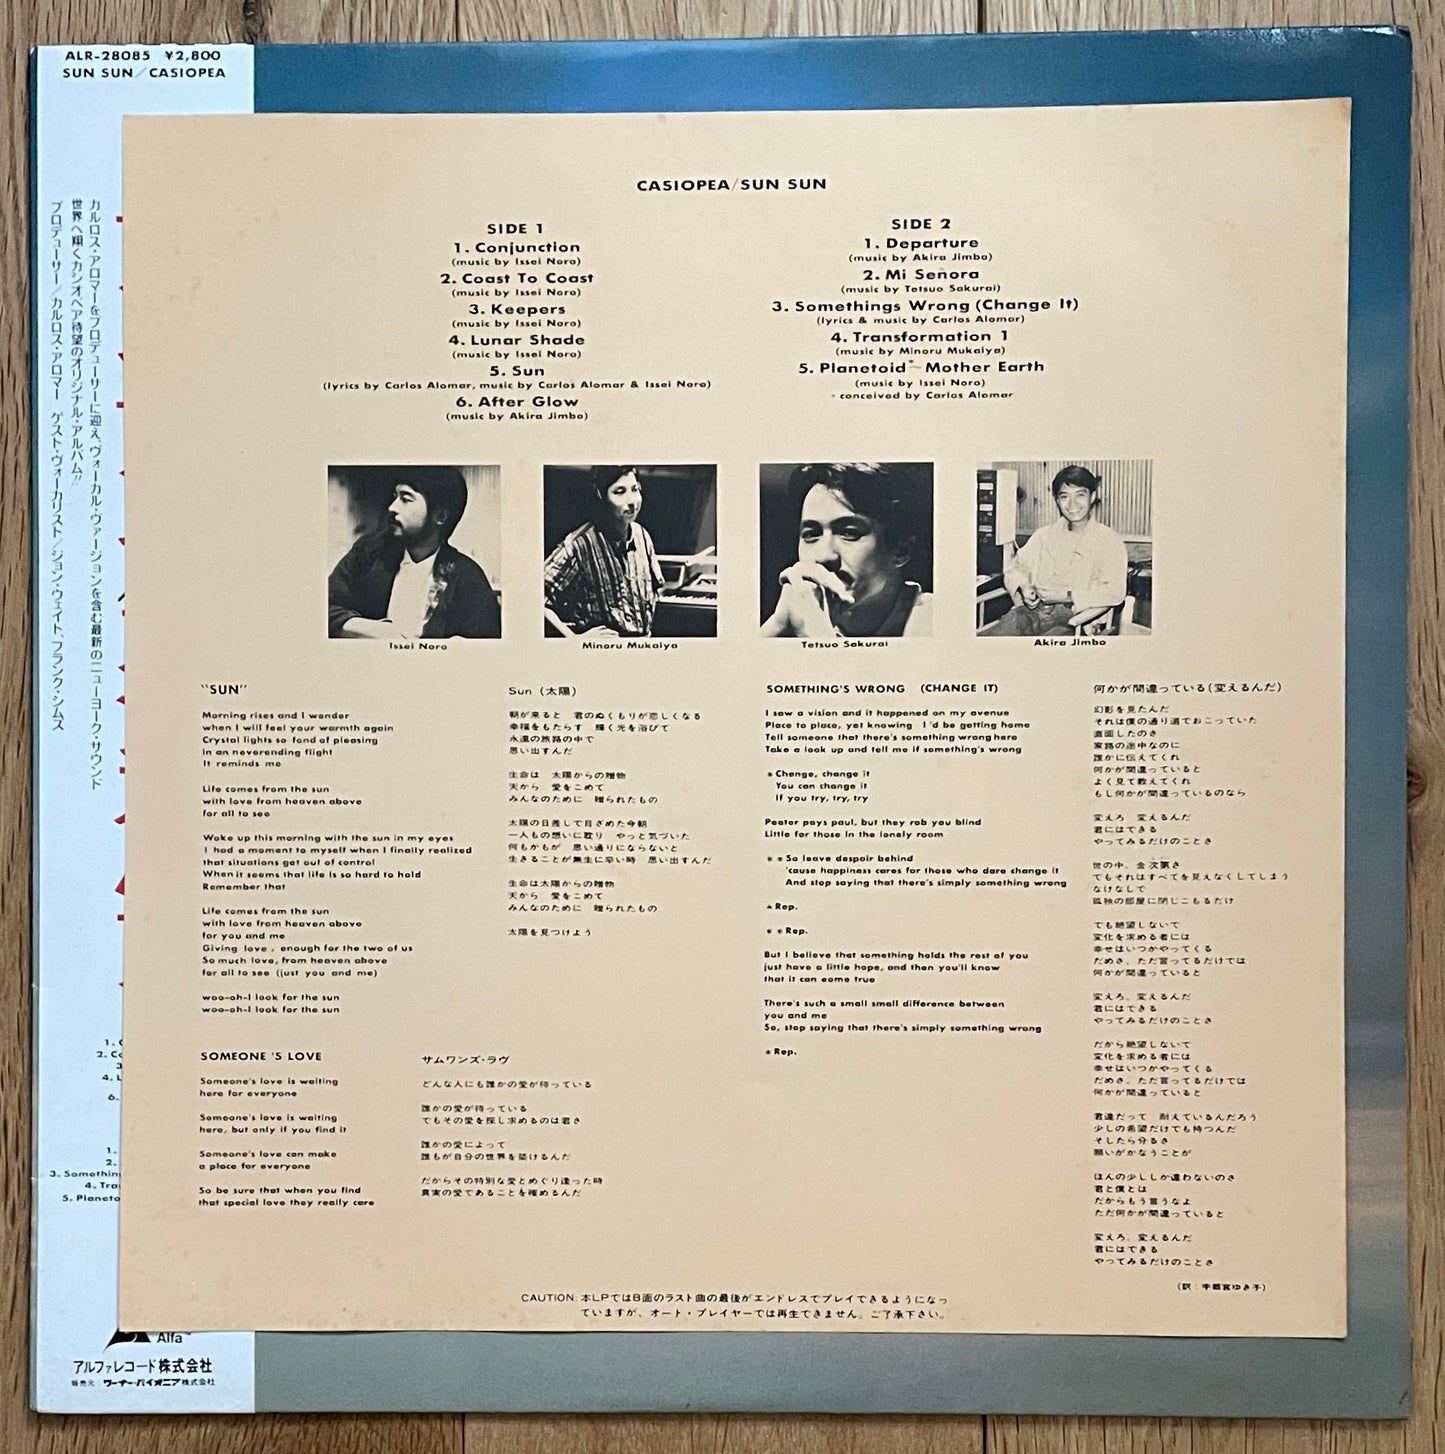 ALR-28085 ¥2,800
SUN SUN/CASIOPEA
カルロス・アロマーをプロデューサーに迎え、ヴォーカル・ヴァージョンを含む最新のニューヨーク・サウンド
世界へ翔くカシオペア待望のオリジナル・アルバム!!
プロデューサー/カルロス・アロマー ゲスト・ヴォーカリスト/ジョン・ウェイト、フランク・シムズ
CASIOPEA/SUN SUN
SIDE 1
1. Conjunction
(music by Issei Noro)
2. Coast To Coast
(music by Issei Noro)
3. Keepers
(music by Issei Noro)
4. Lunar Shade
(music by Issei Noro)
5. Sun
(lyrics by Carlos Alomar, music by Carlos Alomar & Issei Noro)
6. After Glow
(music by Akira Jimbo)
SIDE 2
1. Departure
(music by Akira Jimbo)
2. Mi Señora
(music by Tetsuo Sakurai)
3. Somethings Wrong (Change It)
(lyrics & music by Carlos Alomar)
4. Transformation 1
(music by Minoru Mukaiya)
5. Planetoid*~Mother Earth
(music by Issei Noro)
* conceived by Carlos Alomar
Issei Noro
Minoru Mukaiya
Tetsuo Sakurai
Akira Jimbo
"SUN"
Morning rises and I wonder
when I will feel your warmth again
Crystal lights so fond of pleasing
in an neverending flight
It reminds me
Life comes from the sun
with love from heaven above
for all to see
Woke up this morning with the sun in my eyes
I had a moment to myself when I finally realized
that situations get out of control
When it seems that life is so hard to hold
Remember that
Life comes from the sun
with love from heaven above
for you and me
Giving love, enough for the two of us
So much love, from heaven above
for all to see (just you and me)
woo-oh-I look for the sun
woo-oh-I look for the sun
Sun (太陽)
朝が来ると 君のぬくもりが恋しくなる
幸福をもたらす 輝く光を浴びて
永遠の旅路の中で
思い出すんだ
生命は 太陽からの贈物
天から 愛をこめて
みんなのために 贈られたもの
太陽の日差しで目ざめた今朝
一人もの想いに耽り やっと気づいた
何もかもが 思い通りにならないと
生きることが無生に辛い時 思い出すんだ
生命は太陽からの贈物
天から 愛をこめて
みんなのために 贈られたもの
太陽を見つけよう
SOMEONE'S LOVE
Someone's love is waiting
here for everyone
Someone's love is waiting
here, but only if you find it
Someone's love can make
a place for everyone
So be sure that when you find
that special love they really care
サムワンズ・ラヴ
どんな人にも誰かの愛が待っている
誰かの愛が待っている
でもその愛を探し求めるのは君さ
誰かの愛によって
誰もが自分の世界を築けるんだ
だからその特別な愛とめぐり逢った時
真実の愛であることを確めるんだ
SOMETHING'S WRONG (CHANGE IT)
I saw a vision and it happened on my avenue
Place to place, yet knowing I'd be getting home
Tell someone that there's something wrong here
Take a look up and tell me if something's wrong
*Change, change it
You can change it
If you try, try, try
Peator pays paul, but they rob you blind
Little for those in the lonely room
**So leave despair behind
'cause happiness cares for those who dare change it
And stop saying that there's simply something wrong
*Rep.
**Rep.
But I believe that something holds the rest of you
just have a little hope, and then you'll know
that it can eome true
There's such a small small difference between
you and me
So, stop saying that there's simply something wrong
*Rep.
何かが間違っている(変えるんだ)
幻影を見たんだ
それは僕の通り道でおこっていた
直面したのさ
家路の途中なのに
誰かに伝えてくれ
何かが間違っていると
よく見て教えてくれ
もし何かが間違っているのなら
変えろ 変えるんだ
君にはできる
やってみるだけのことさ
世の中、金次第さ
でもそれはすべてを見えなくしてしまう
なけなしで
孤独の部屋に閉じこもるだけ
でも絶望しないで
変化を求める者には
幸せはいつかやってくる
だめさ、ただ言ってるだけでは
何かが間違っていると
変えろ、変えるんだ
君にはできる
やってみるだけのことさ
だから絶望しないで
変化を求める者には
幸せはいつかやってくる
だめさ、ただ言ってるだけでは
何かが間違っていると
君達だって 耐えているんだろう
少しの希望だけでも持つんだ
そしたら分るさ
願いがかなうことが
ほんの少ししか違わないのさ
君と僕とは
だからもう言うなよ
ただ何かが間違っていると
変えろ、変えるんだ
君にはできる
やってみるだけのことさ
(訳:宇都宮ゆき子)
CAUTION: 本LPではB面のラスト曲の最後がエンドレスでプレイできるようになっ
ていますが、オート・プレイヤーでは再生できません。ご了承下さい。
1. C
2. Co
3
4. L
6.
1.
2.
3. Somethin
4. Tra
5. Planeto
Alfa™
アルファレコード株式会社
販売元:ワーナー・パイオニア株式会社